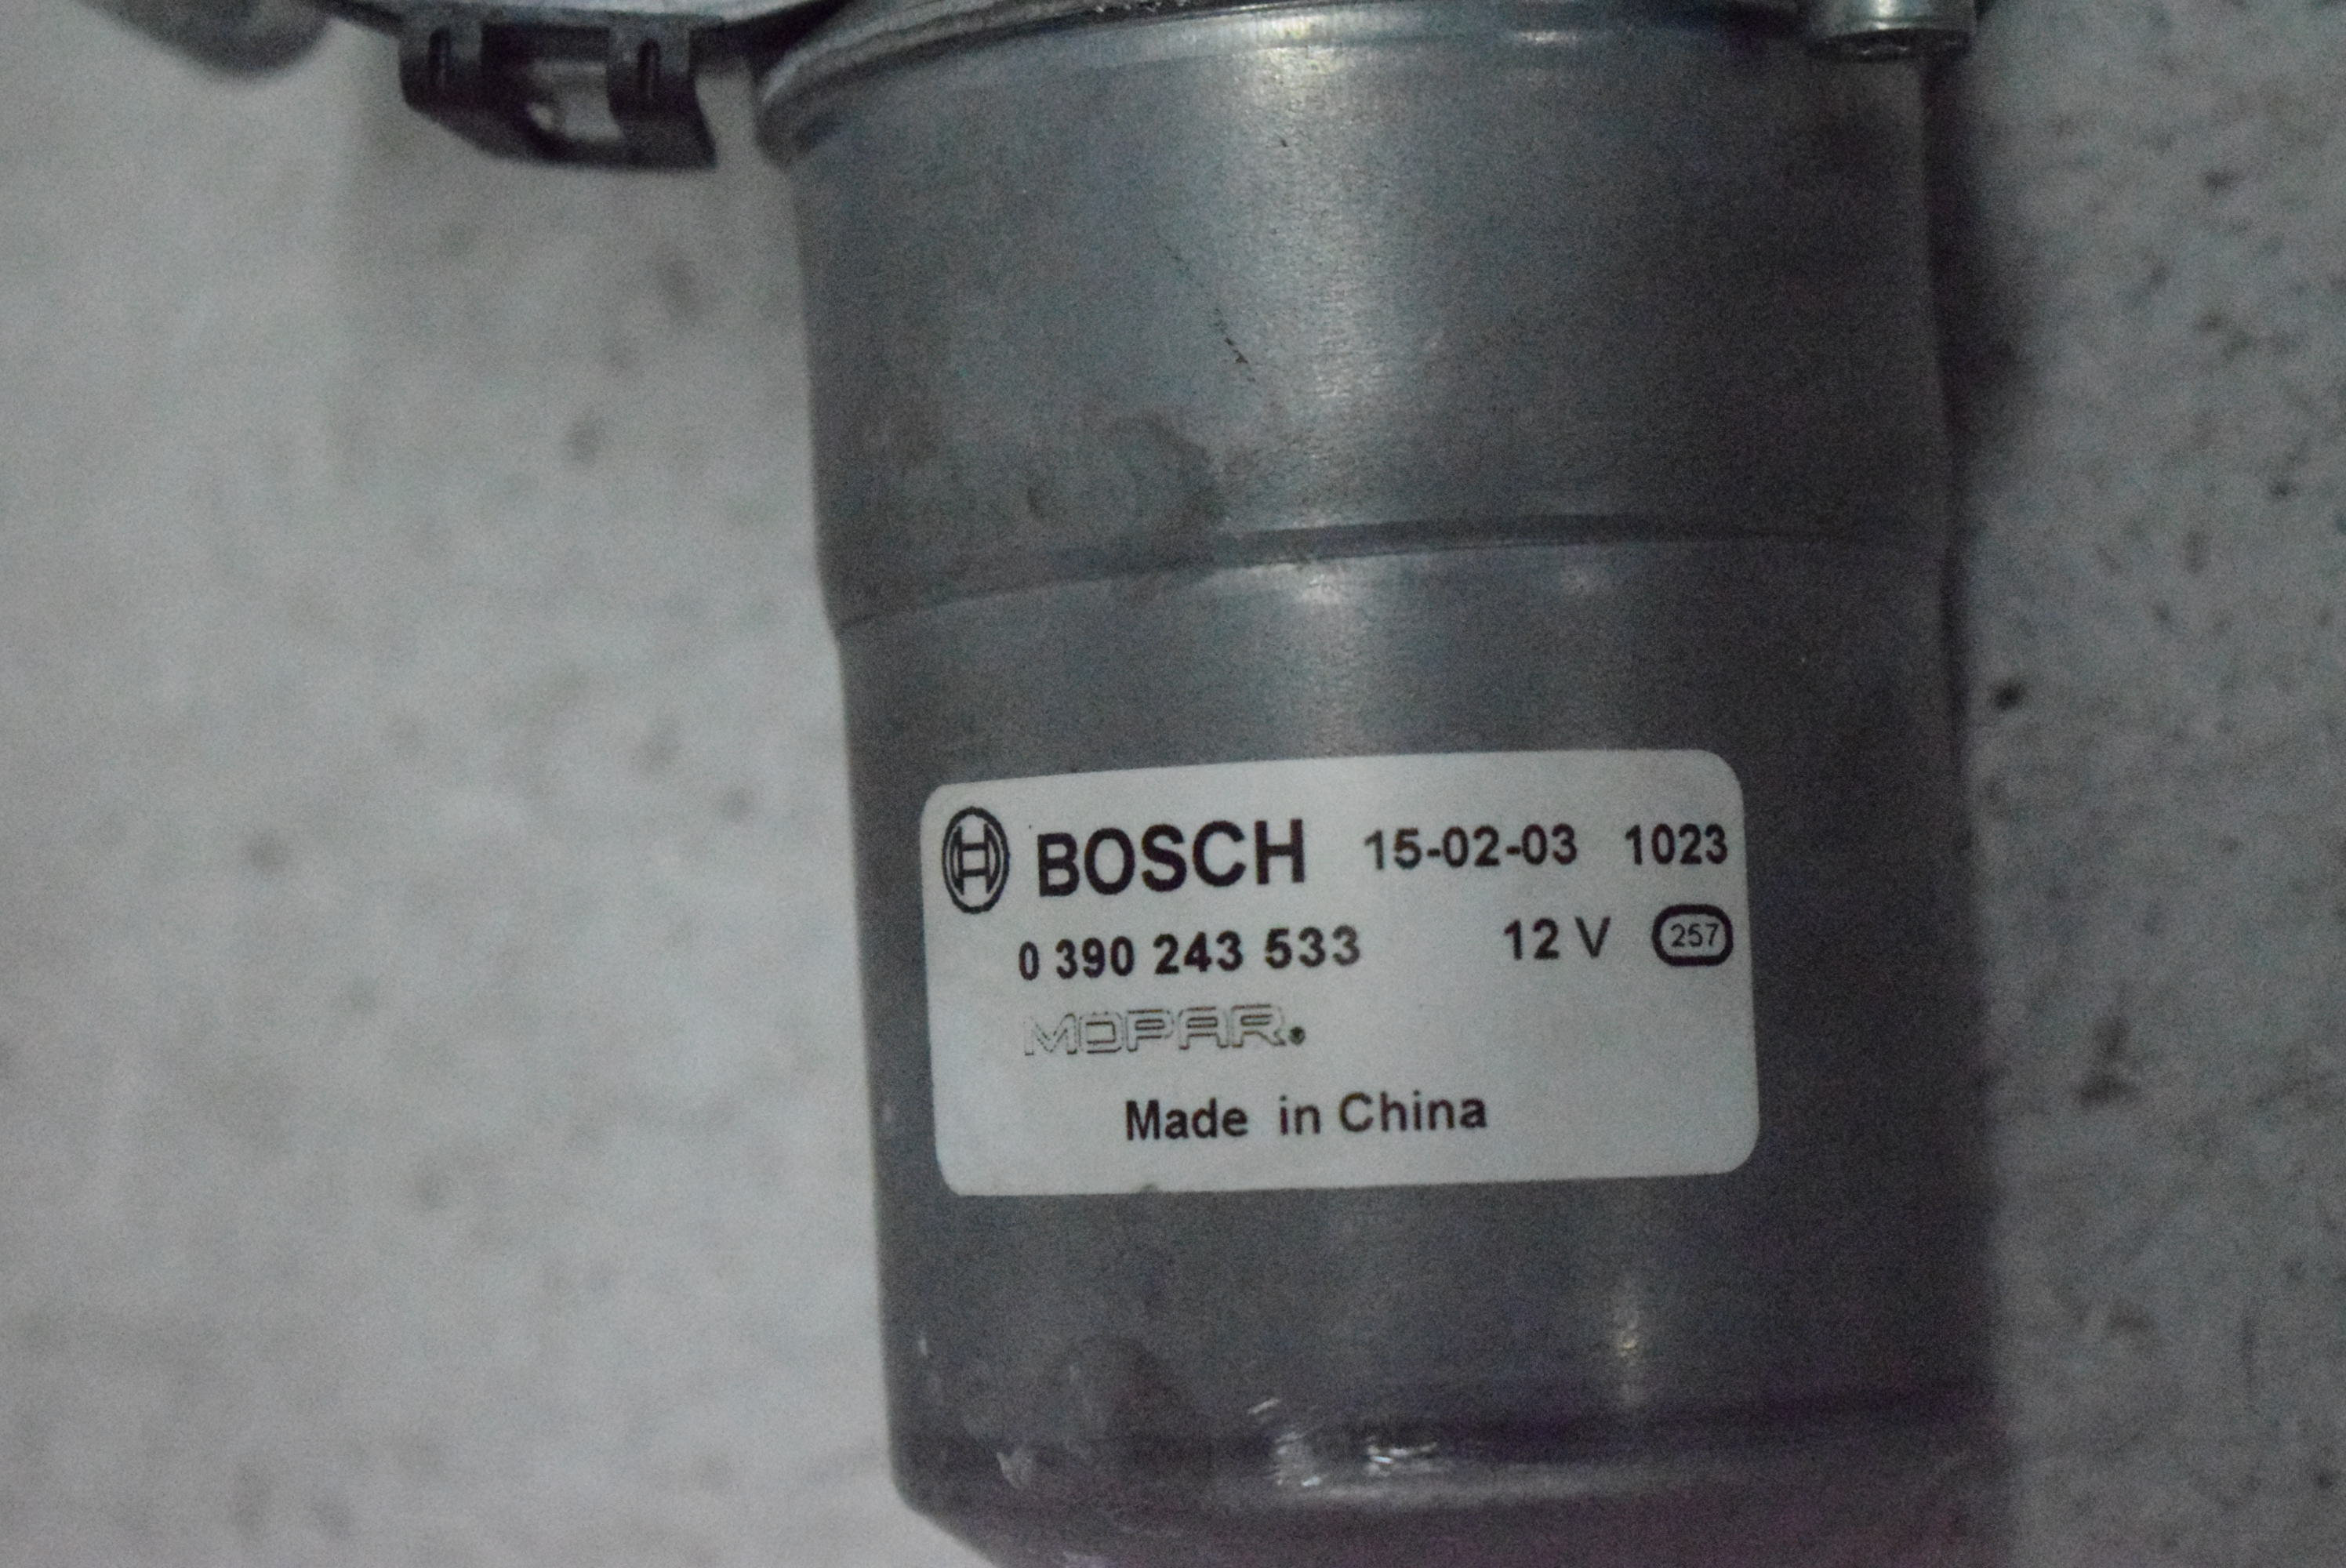 BOSCH 15-02-03 1023
0 390 243 533 12 V 257
MOPAR.
Made in China